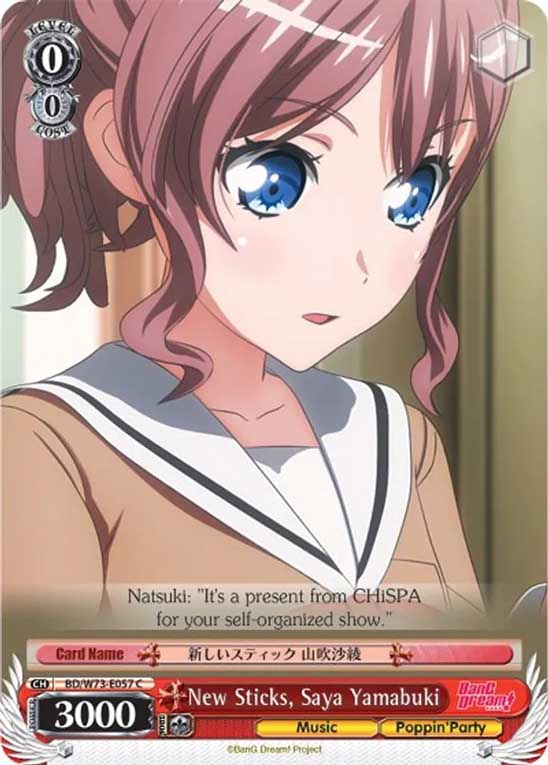 LEVEL
0
0
COST
Natsuki: "It's a present from CHiSPA
for your self-organized show."
Card Name
新しいスティック 山吹沙綾
CH
BD/W73-E057 C
New Sticks, Saya Yamabuki
BanG Dream!
POWER
3000
SOUL
Music
Poppin'Party
©BanG Dream! Project